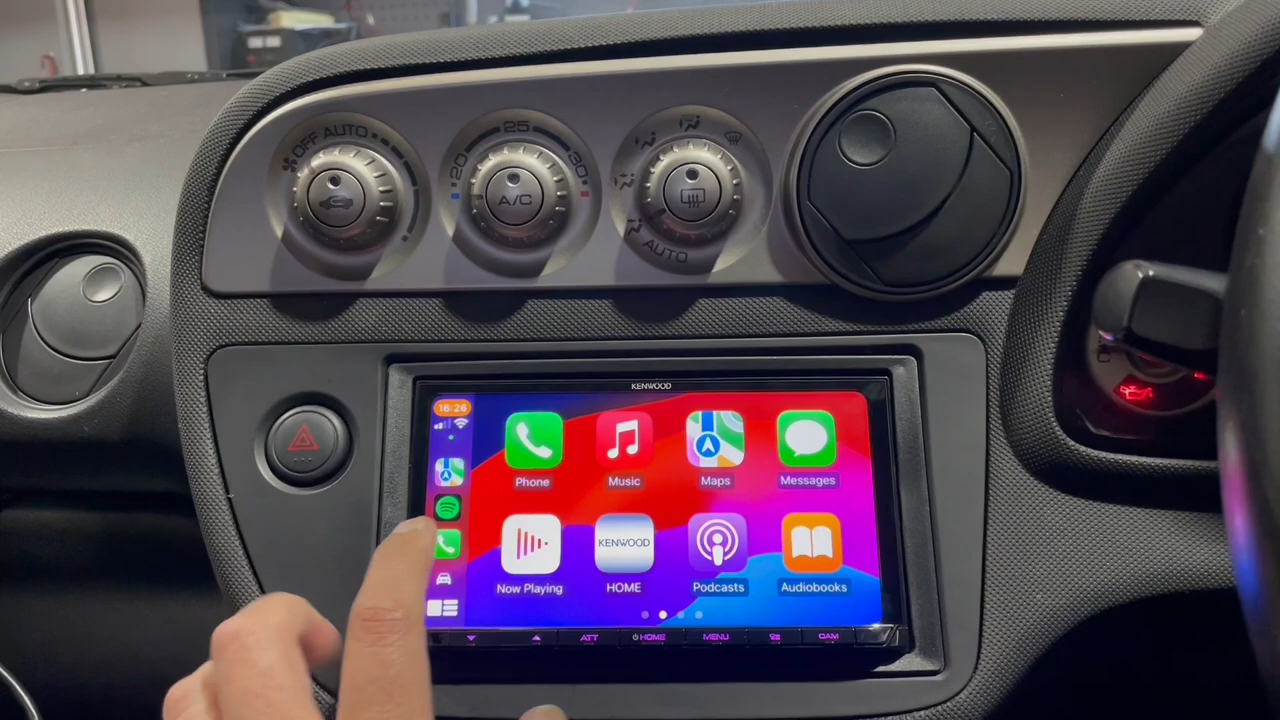 OFF AUTO
20 25 30
A/C
AUTO
KENWOOD
16:26
Phone
Music
Maps
Messages
KENWOOD
Now Playing
HOME
Podcasts
Audiobooks
ATT
HOME
MENU
CAM
C